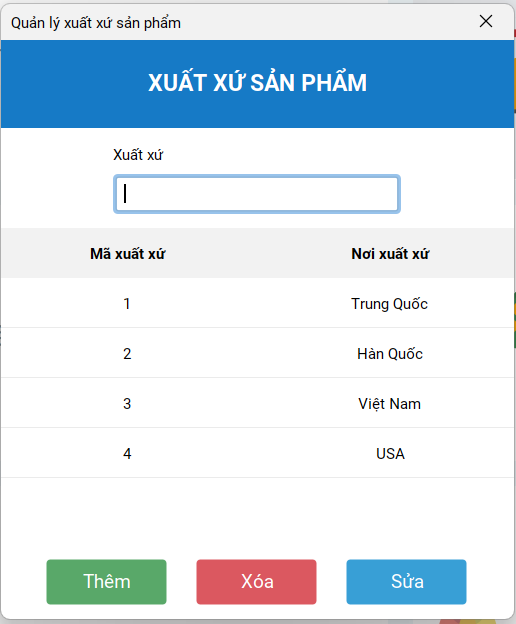 Quản lý xuất xứ sản phẩm
XUẤT XỨ SẢN PHẨM
Xuất xứ
Mã xuất xứ Nơi xuất xứ
1 Trung Quốc
2 Hàn Quốc
3 Việt Nam
4 USA
Thêm Xóa Sửa